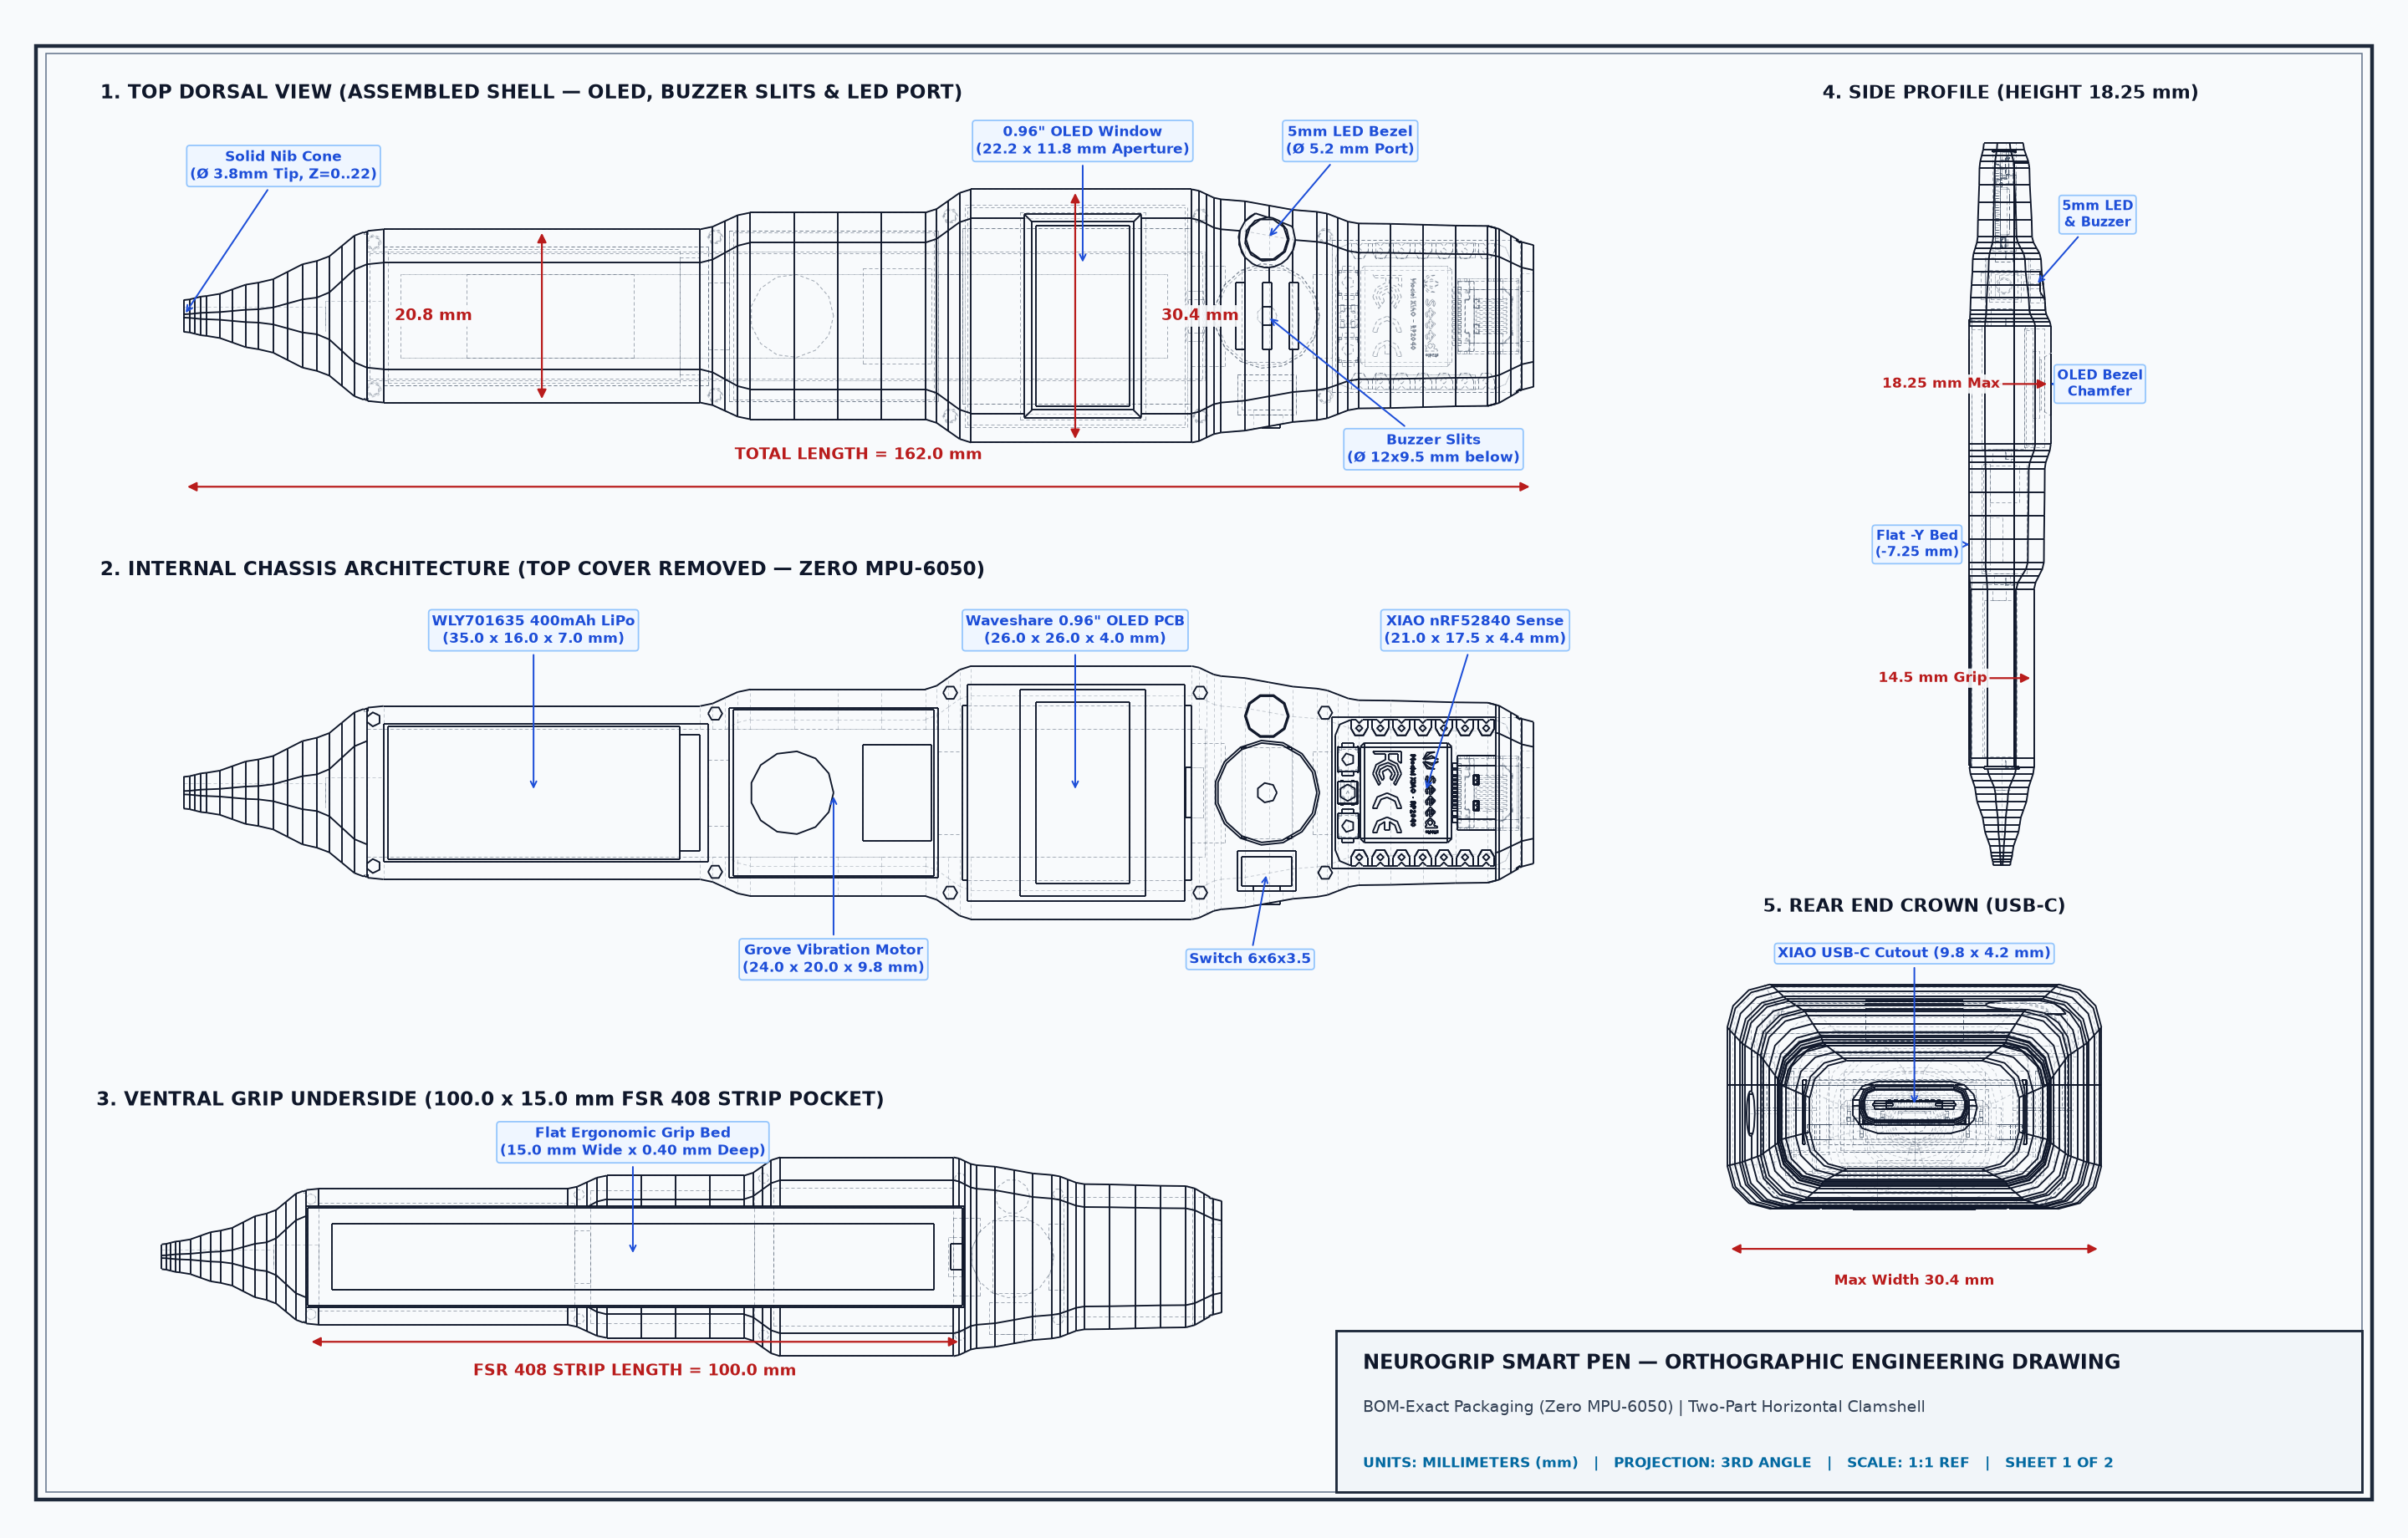 1. TOP DORSAL VIEW (ASSEMBLED SHELL — OLED, BUZZER SLITS & LED PORT)
Solid Nib Cone
(Ø 3.8mm Tip, Z=0..22)
0.96" OLED Window
(22.2 x 11.8 mm Aperture)
5mm LED Bezel
(Ø 5.2 mm Port)
20.8 mm
30.4 mm
Buzzer Slits
(Ø 12x9.5 mm below)
TOTAL LENGTH = 162.0 mm
2. INTERNAL CHASSIS ARCHITECTURE (TOP COVER REMOVED — ZERO MPU-6050)
WLY701635 400mAh LiPo
(35.0 x 16.0 x 7.0 mm)
Waveshare 0.96" OLED PCB
(26.0 x 26.0 x 4.0 mm)
XIAO nRF52840 Sense
(21.0 x 17.5 x 4.4 mm)
Grove Vibration Motor
(24.0 x 20.0 x 9.8 mm)
Switch 6x6x3.5
3. VENTRAL GRIP UNDERSIDE (100.0 x 15.0 mm FSR 408 STRIP POCKET)
Flat Ergonomic Grip Bed
(15.0 mm Wide x 0.40 mm Deep)
FSR 408 STRIP LENGTH = 100.0 mm
4. SIDE PROFILE (HEIGHT 18.25 mm)
5mm LED
& Buzzer
18.25 mm Max
OLED Bezel
Chamfer
Flat -Y Bed
(-7.25 mm)
14.5 mm Grip
5. REAR END CROWN (USB-C)
XIAO USB-C Cutout (9.8 x 4.2 mm)
Max Width 30.4 mm
NEUROGRIP SMART PEN — ORTHOGRAPHIC ENGINEERING DRAWING
BOM-Exact Packaging (Zero MPU-6050) | Two-Part Horizontal Clamshell
UNITS: MILLIMETERS (mm) | PROJECTION: 3RD ANGLE | SCALE: 1:1 REF | SHEET 1 OF 2